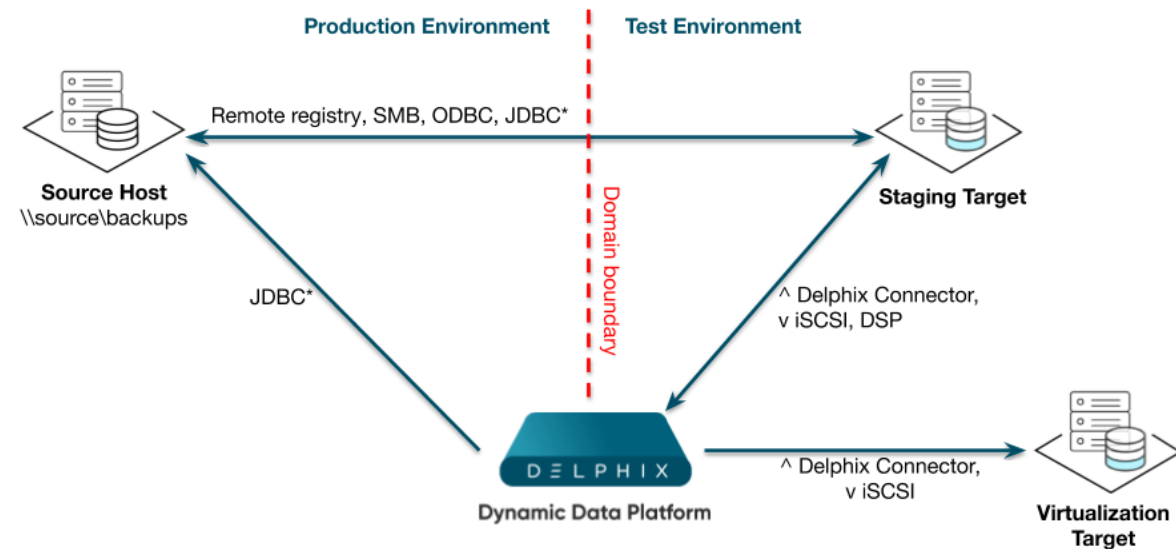 Production Environment
Test Environment
Remote registry, SMB, ODBC, JDBC*
Source Host
\\source\backups
Staging Target
Domain boundary
JDBC*
^ Delphix Connector,
v iSCSI, DSP
DELPHIX
Dynamic Data Platform
^ Delphix Connector,
v iSCSI
Virtualization
Target